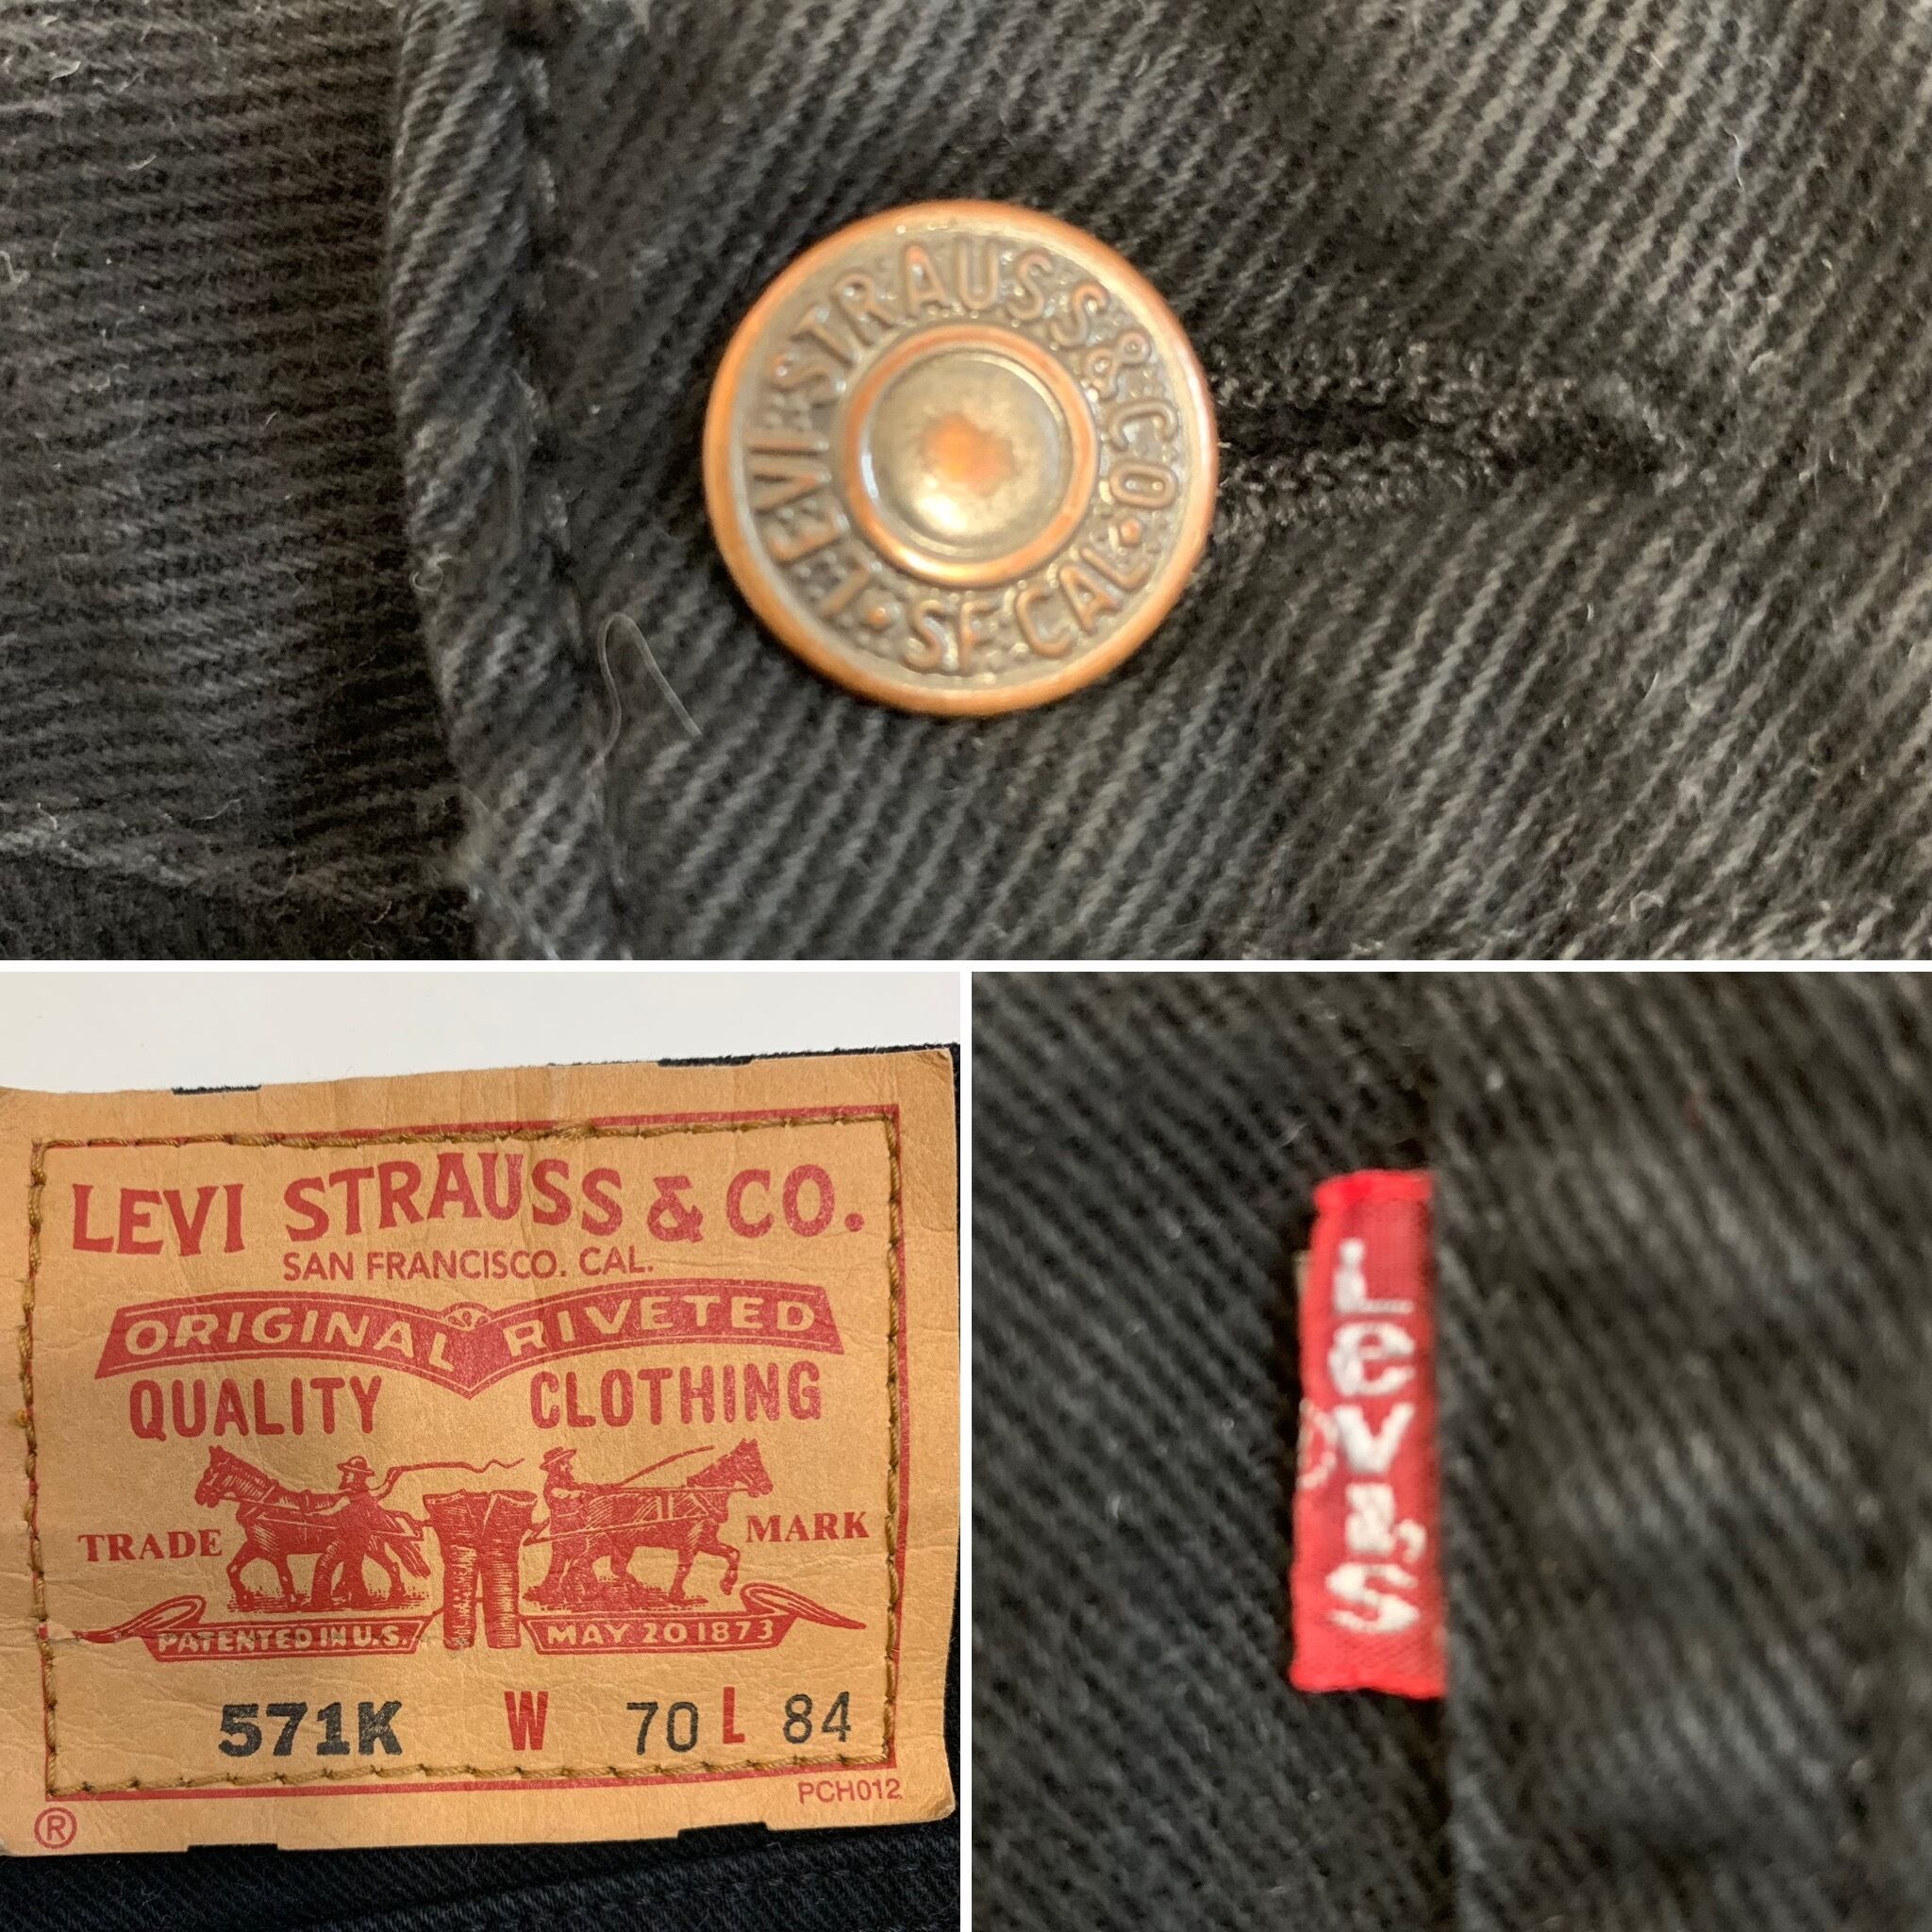 LEVI STRAUSS & CO • SF CAL •
LEVI STRAUSS & CO.
SAN FRANCISCO. CAL.
ORIGINAL RIVETED
QUALITY CLOTHING
TRADE MARK
PATENTED IN U.S. MAY 20 1873
571K W 70 L 84
PCH012
®
LEVI'S